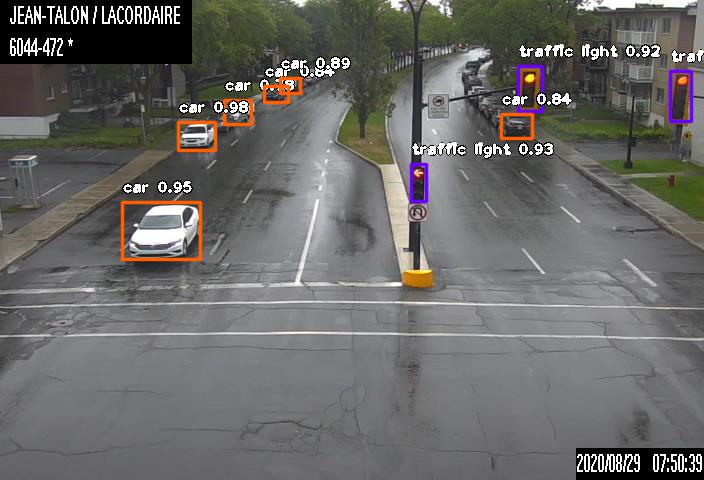 JEAN-TALON / LACORDAIRE
6044-472 *
car 0.89
car 0.84
traffic light 0.92
traf
car 0.98
car 0.84
traffic light 0.93
car 0.95
2020/08/29 07:50:39